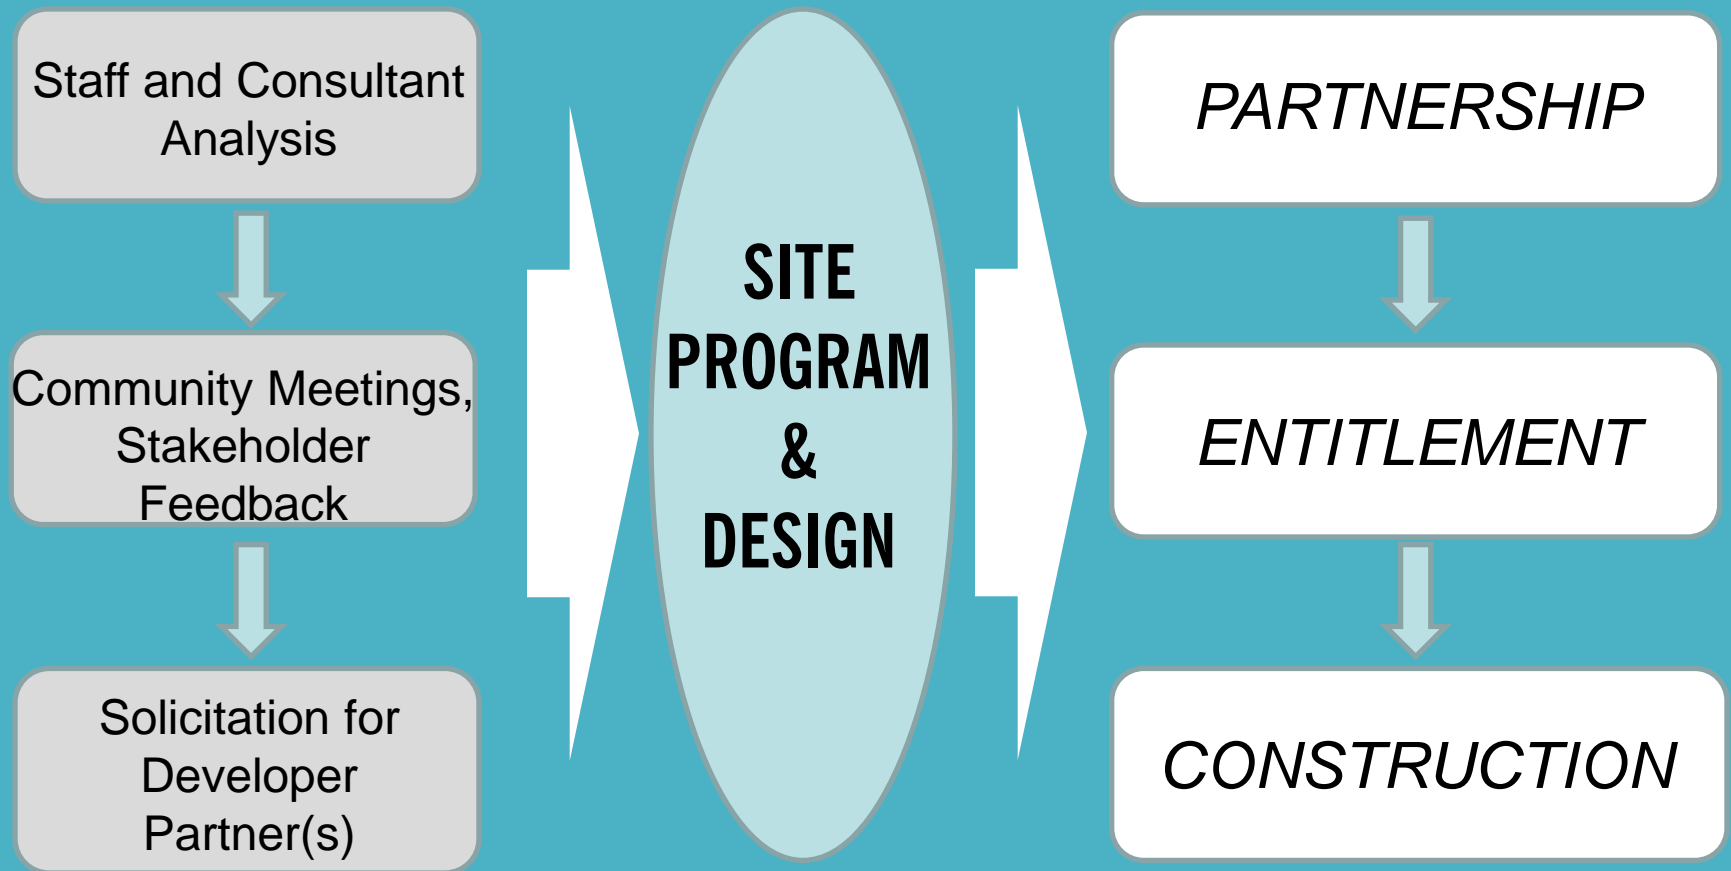 Staff and Consultant
Analysis
Community Meetings,
Stakeholder
Feedback
Solicitation for
Developer
Partner(s)
SITE
PROGRAM
&
DESIGN
PARTNERSHIP
ENTITLEMENT
CONSTRUCTION